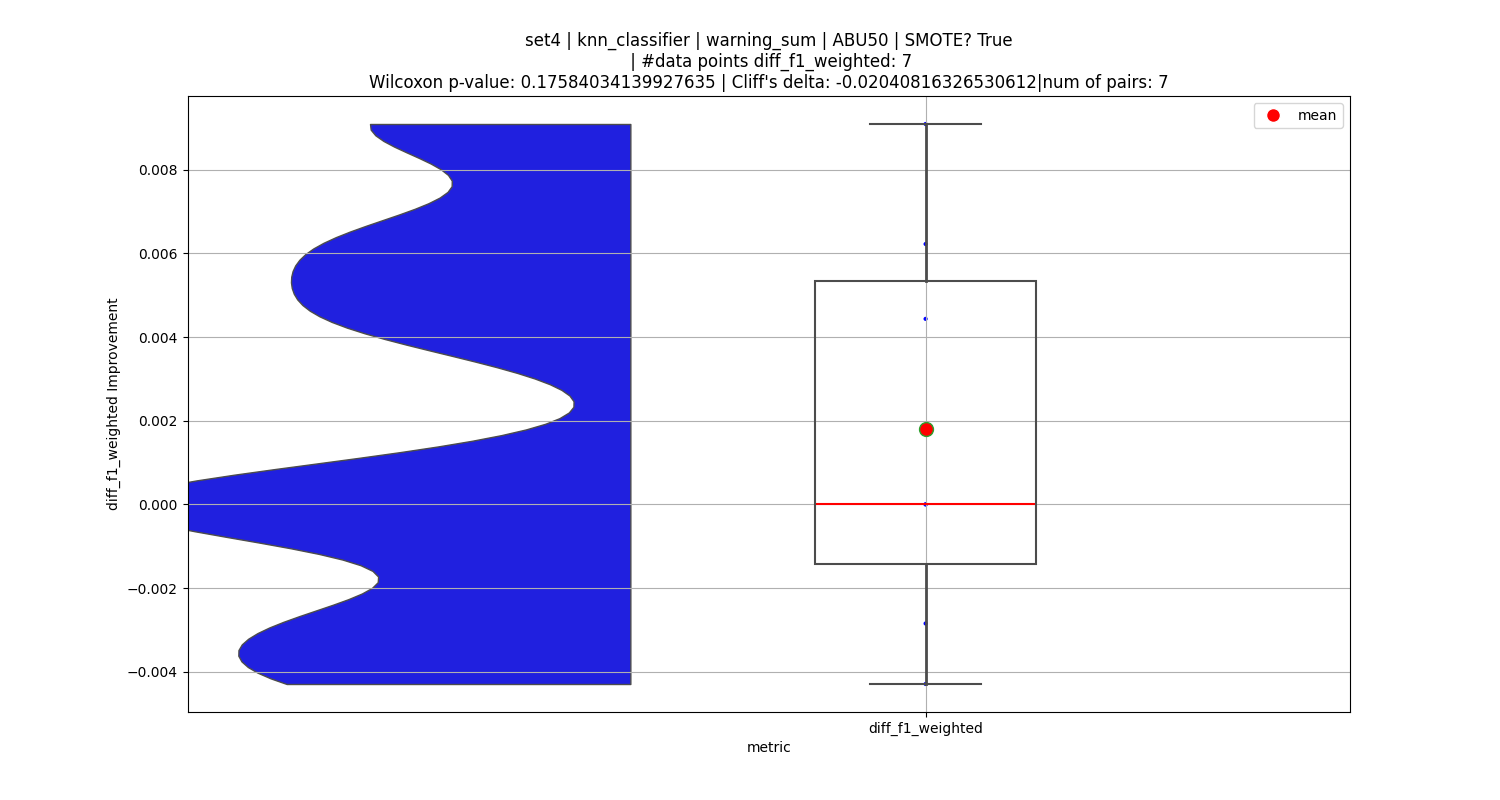 set4 | knn_classifier | warning_sum | ABU50 | SMOTE? True
| #data points diff_f1_weighted: 7
Wilcoxon p-value: 0.17584034139927635 | Cliff's delta: -0.02040816326530612|num of pairs: 7
mean
0.008
0.006
0.004
0.002
0.000
−0.002
−0.004
diff_f1_weighted Improvement
diff_f1_weighted
metric